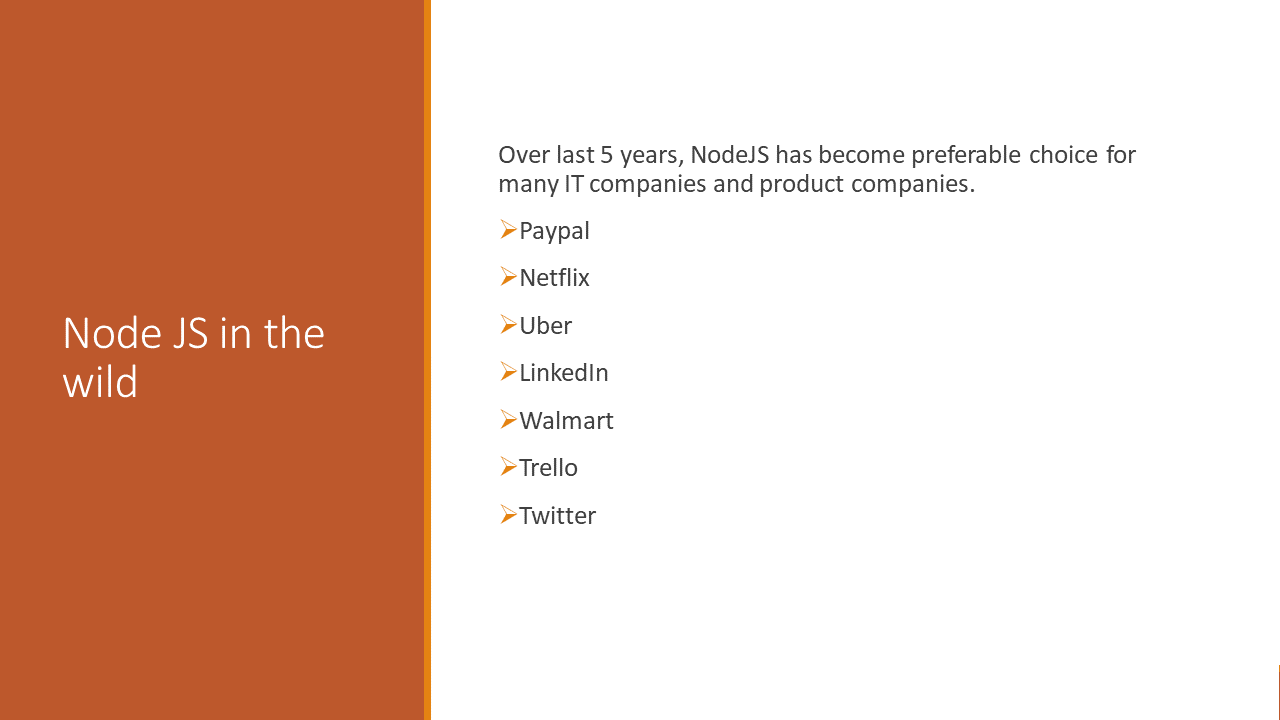 Node JS in the
wild
Over last 5 years, NodeJS has become preferable choice for
many IT companies and product companies.
Paypal
Netflix
Uber
LinkedIn
Walmart
Trello
Twitter